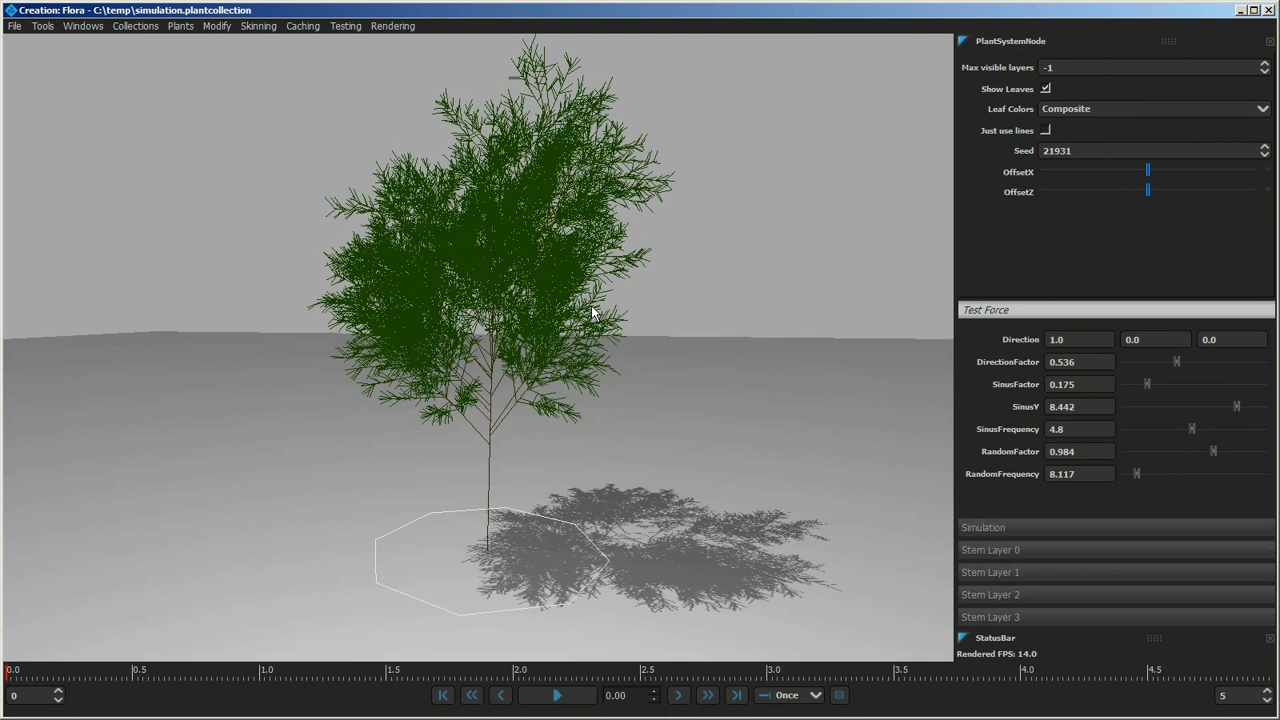 Creation: Flora - C:\temp\simulation.plantcollection
File Tools Windows Collections Plants Modify Skinning Caching Testing Rendering
PlantSystemNode
Max visible layers -1
Show Leaves
Leaf Colors Composite
Just use lines
Seed 21931
OffsetX
OffsetZ
Test Force
Direction 1.0 0.0 0.0
DirectionFactor 0.536
SinusFactor 0.175
SinusY 8.442
SinusFrequency 4.8
RandomFactor 0.984
RandomFrequency 8.117
Simulation
Stem Layer 0
Stem Layer 1
Stem Layer 2
Stem Layer 3
StatusBar
Rendered FPS: 14.0
0.0 0.5 1.0 1.5 2.0 2.5 3.0 3.5 4.0 4.5
0 0.00 Once 5